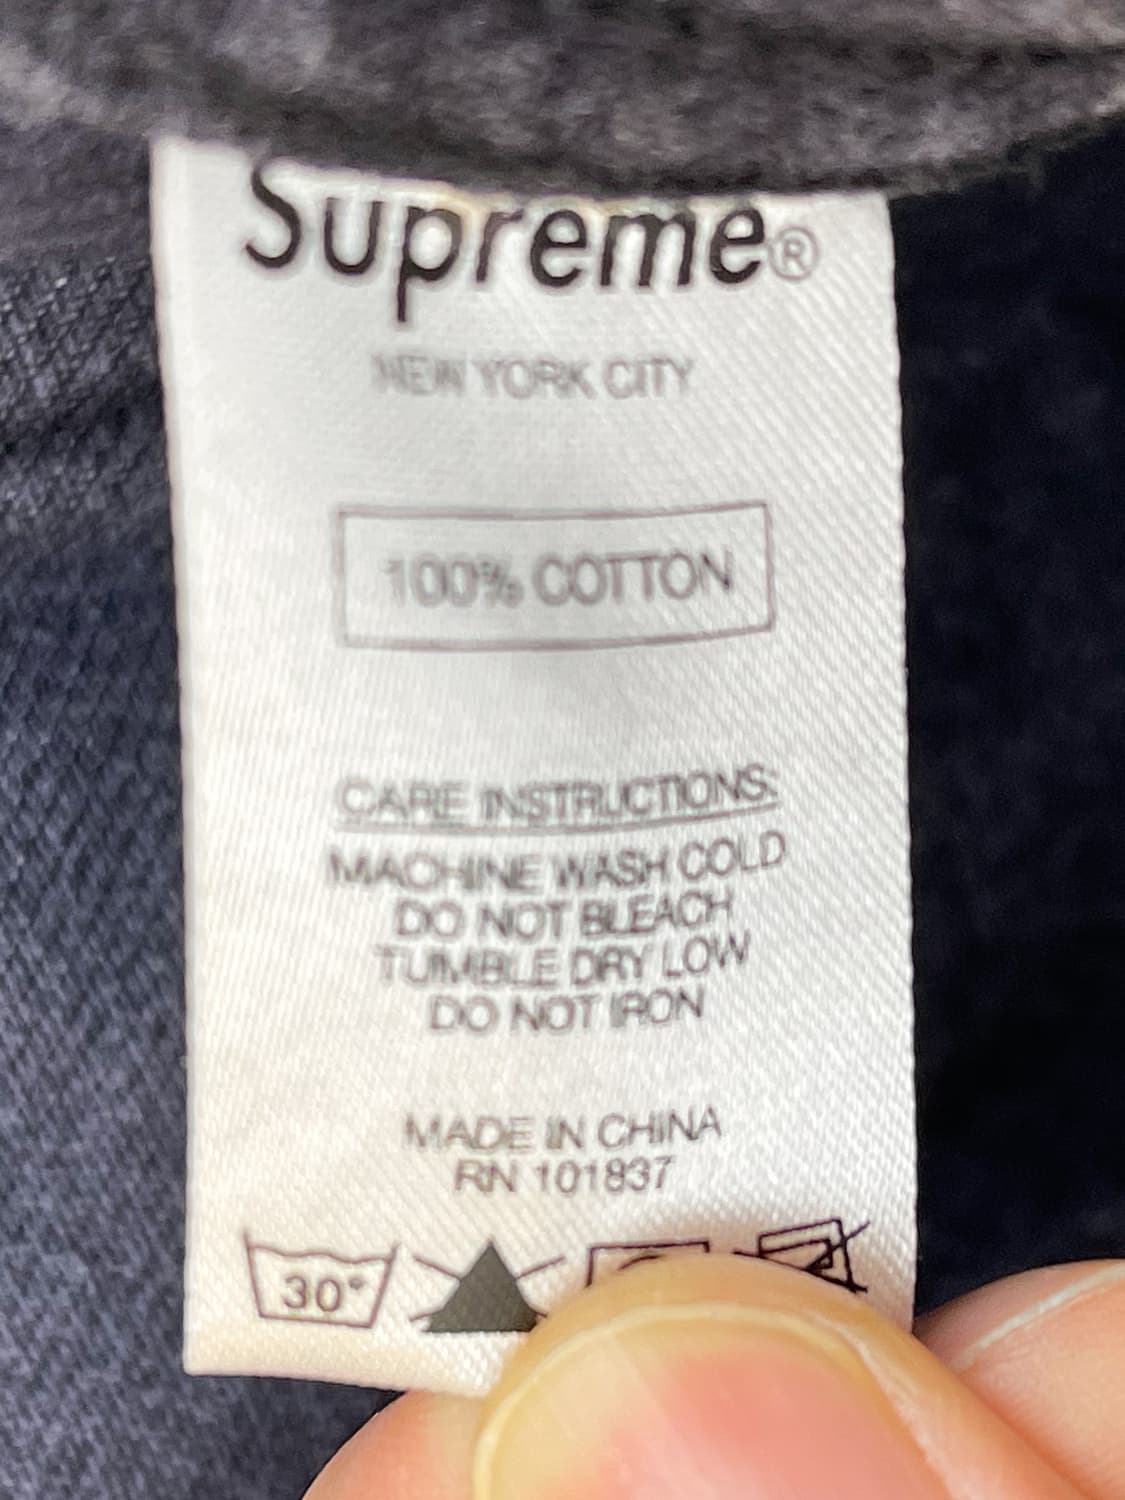 Supreme®
NEW YORK CITY
100% COTTON
CARE INSTRUCTIONS:
MACHINE WASH COLD
DO NOT BLEACH
TUMBLE DRY LOW
DO NOT IRON
MADE IN CHINA
RN 101837
30°